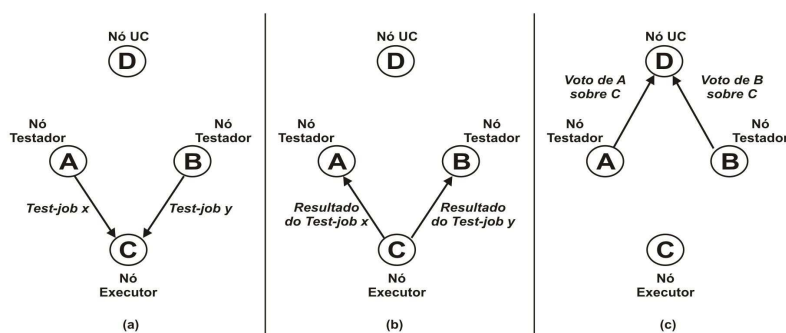 Nó UC
D
Nó
Testador
A
Nó
Testador
B
Test-job x
Test-job y
C
Nó
Executor
(a)
Nó UC
D
Nó
Testador
A
Nó
Testador
B
Resultado
do Test-job x
Resultado
do Test-job y
C
Nó
Executor
(b)
Nó UC
D
Voto de A
sobre C
Voto de B
sobre C
Nó
Testador
A
Nó
Testador
B
C
Nó
Executor
(c)